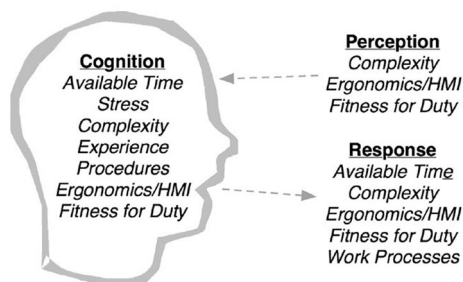 Cognition
Available Time
Stress
Complexity
Experience
Procedures
Ergonomics/HMI
Fitness for Duty
Perception
Complexity
Ergonomics/HMI
Fitness for Duty
Response
Available Time
Complexity
Ergonomics/HMI
Fitness for Duty
Work Processes